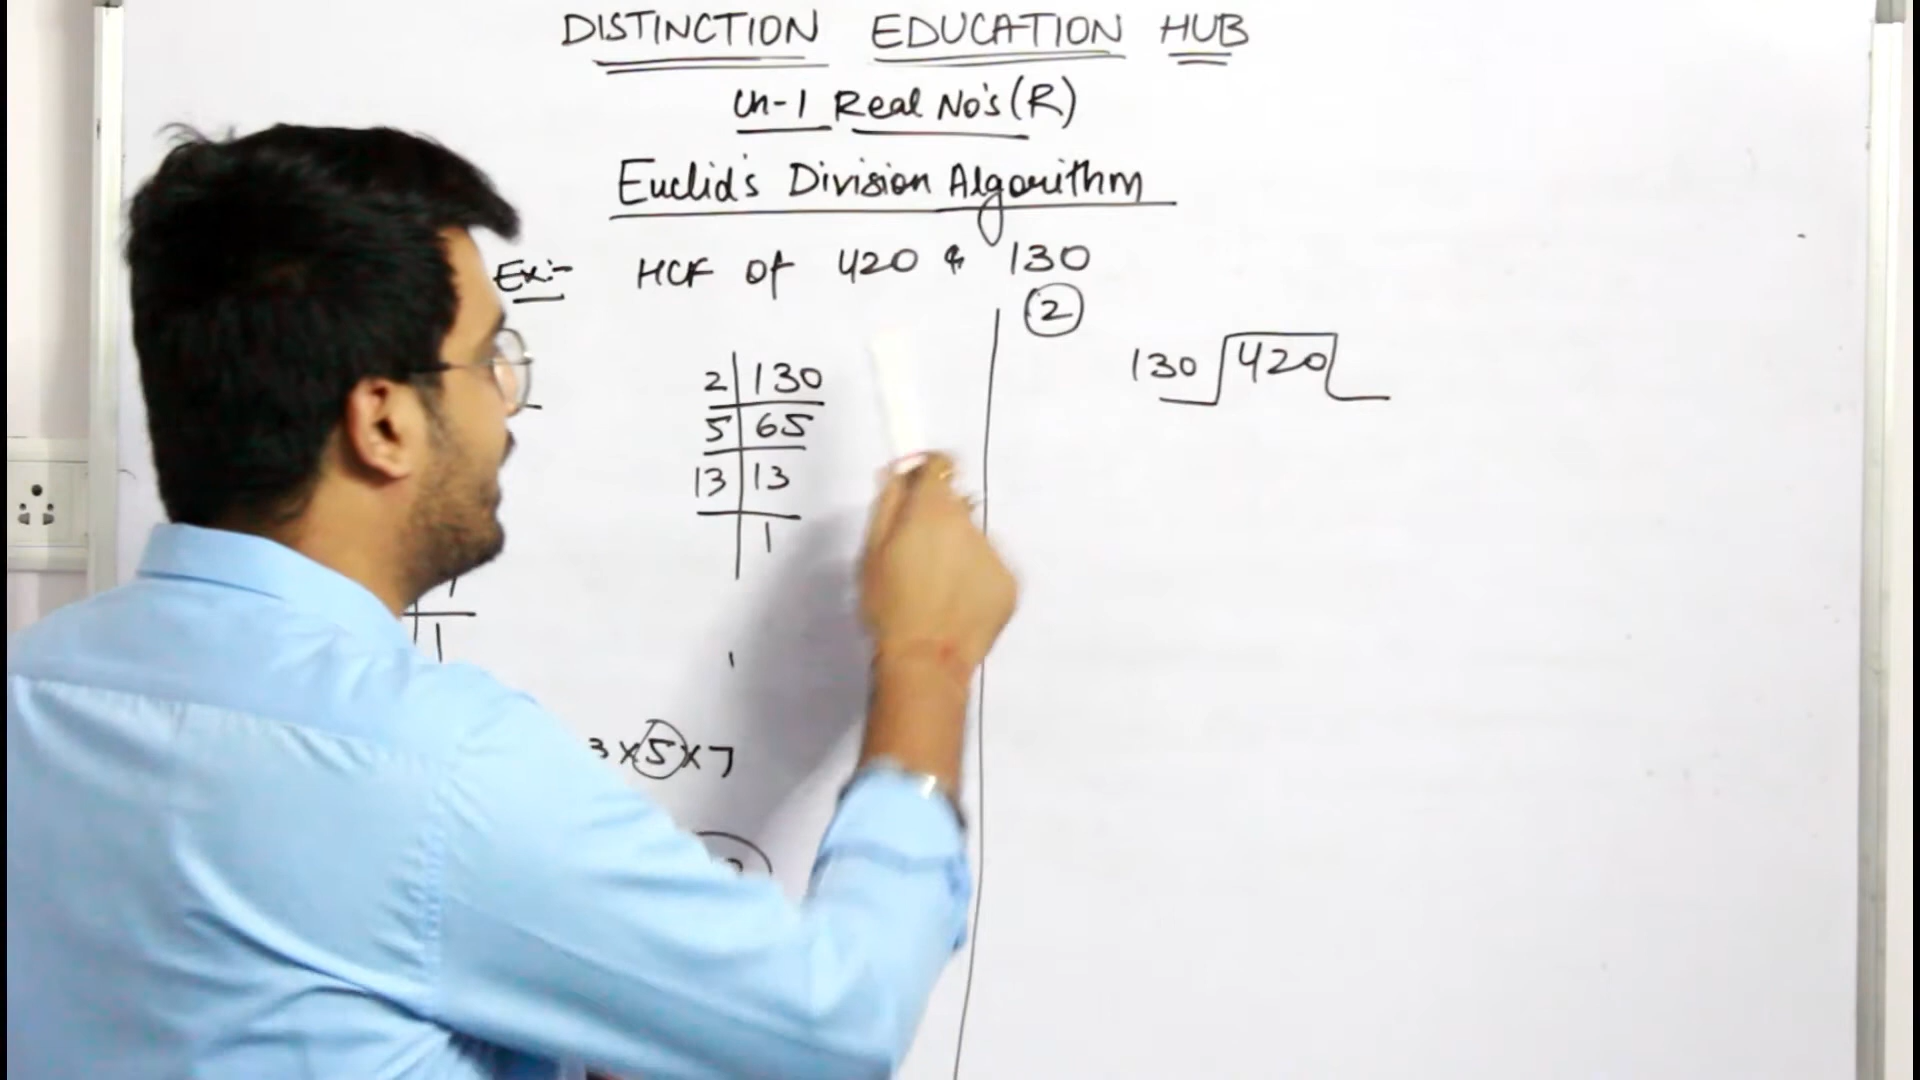 DISTINCTION EDUCATION HUB
Ch-1 Real No's (R)
Euclid's Division Algorithm
Ex:- HCF of 420 & 130
2
2 130
5 65
13 13
1
1
3 × 5 × 7
130 420